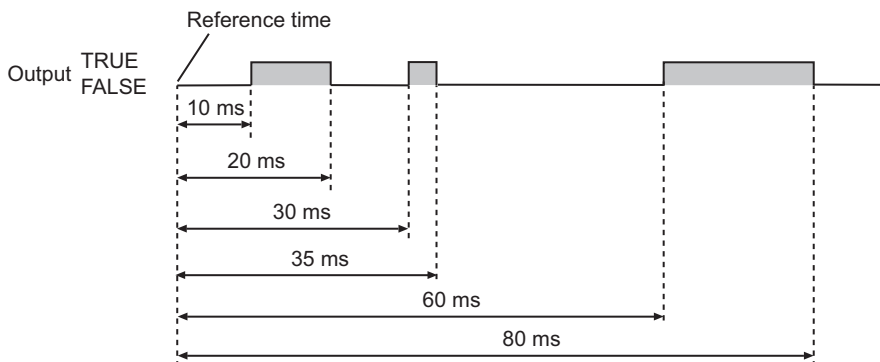 Reference time
Output TRUE
FALSE
10 ms
20 ms
30 ms
35 ms
60 ms
80 ms